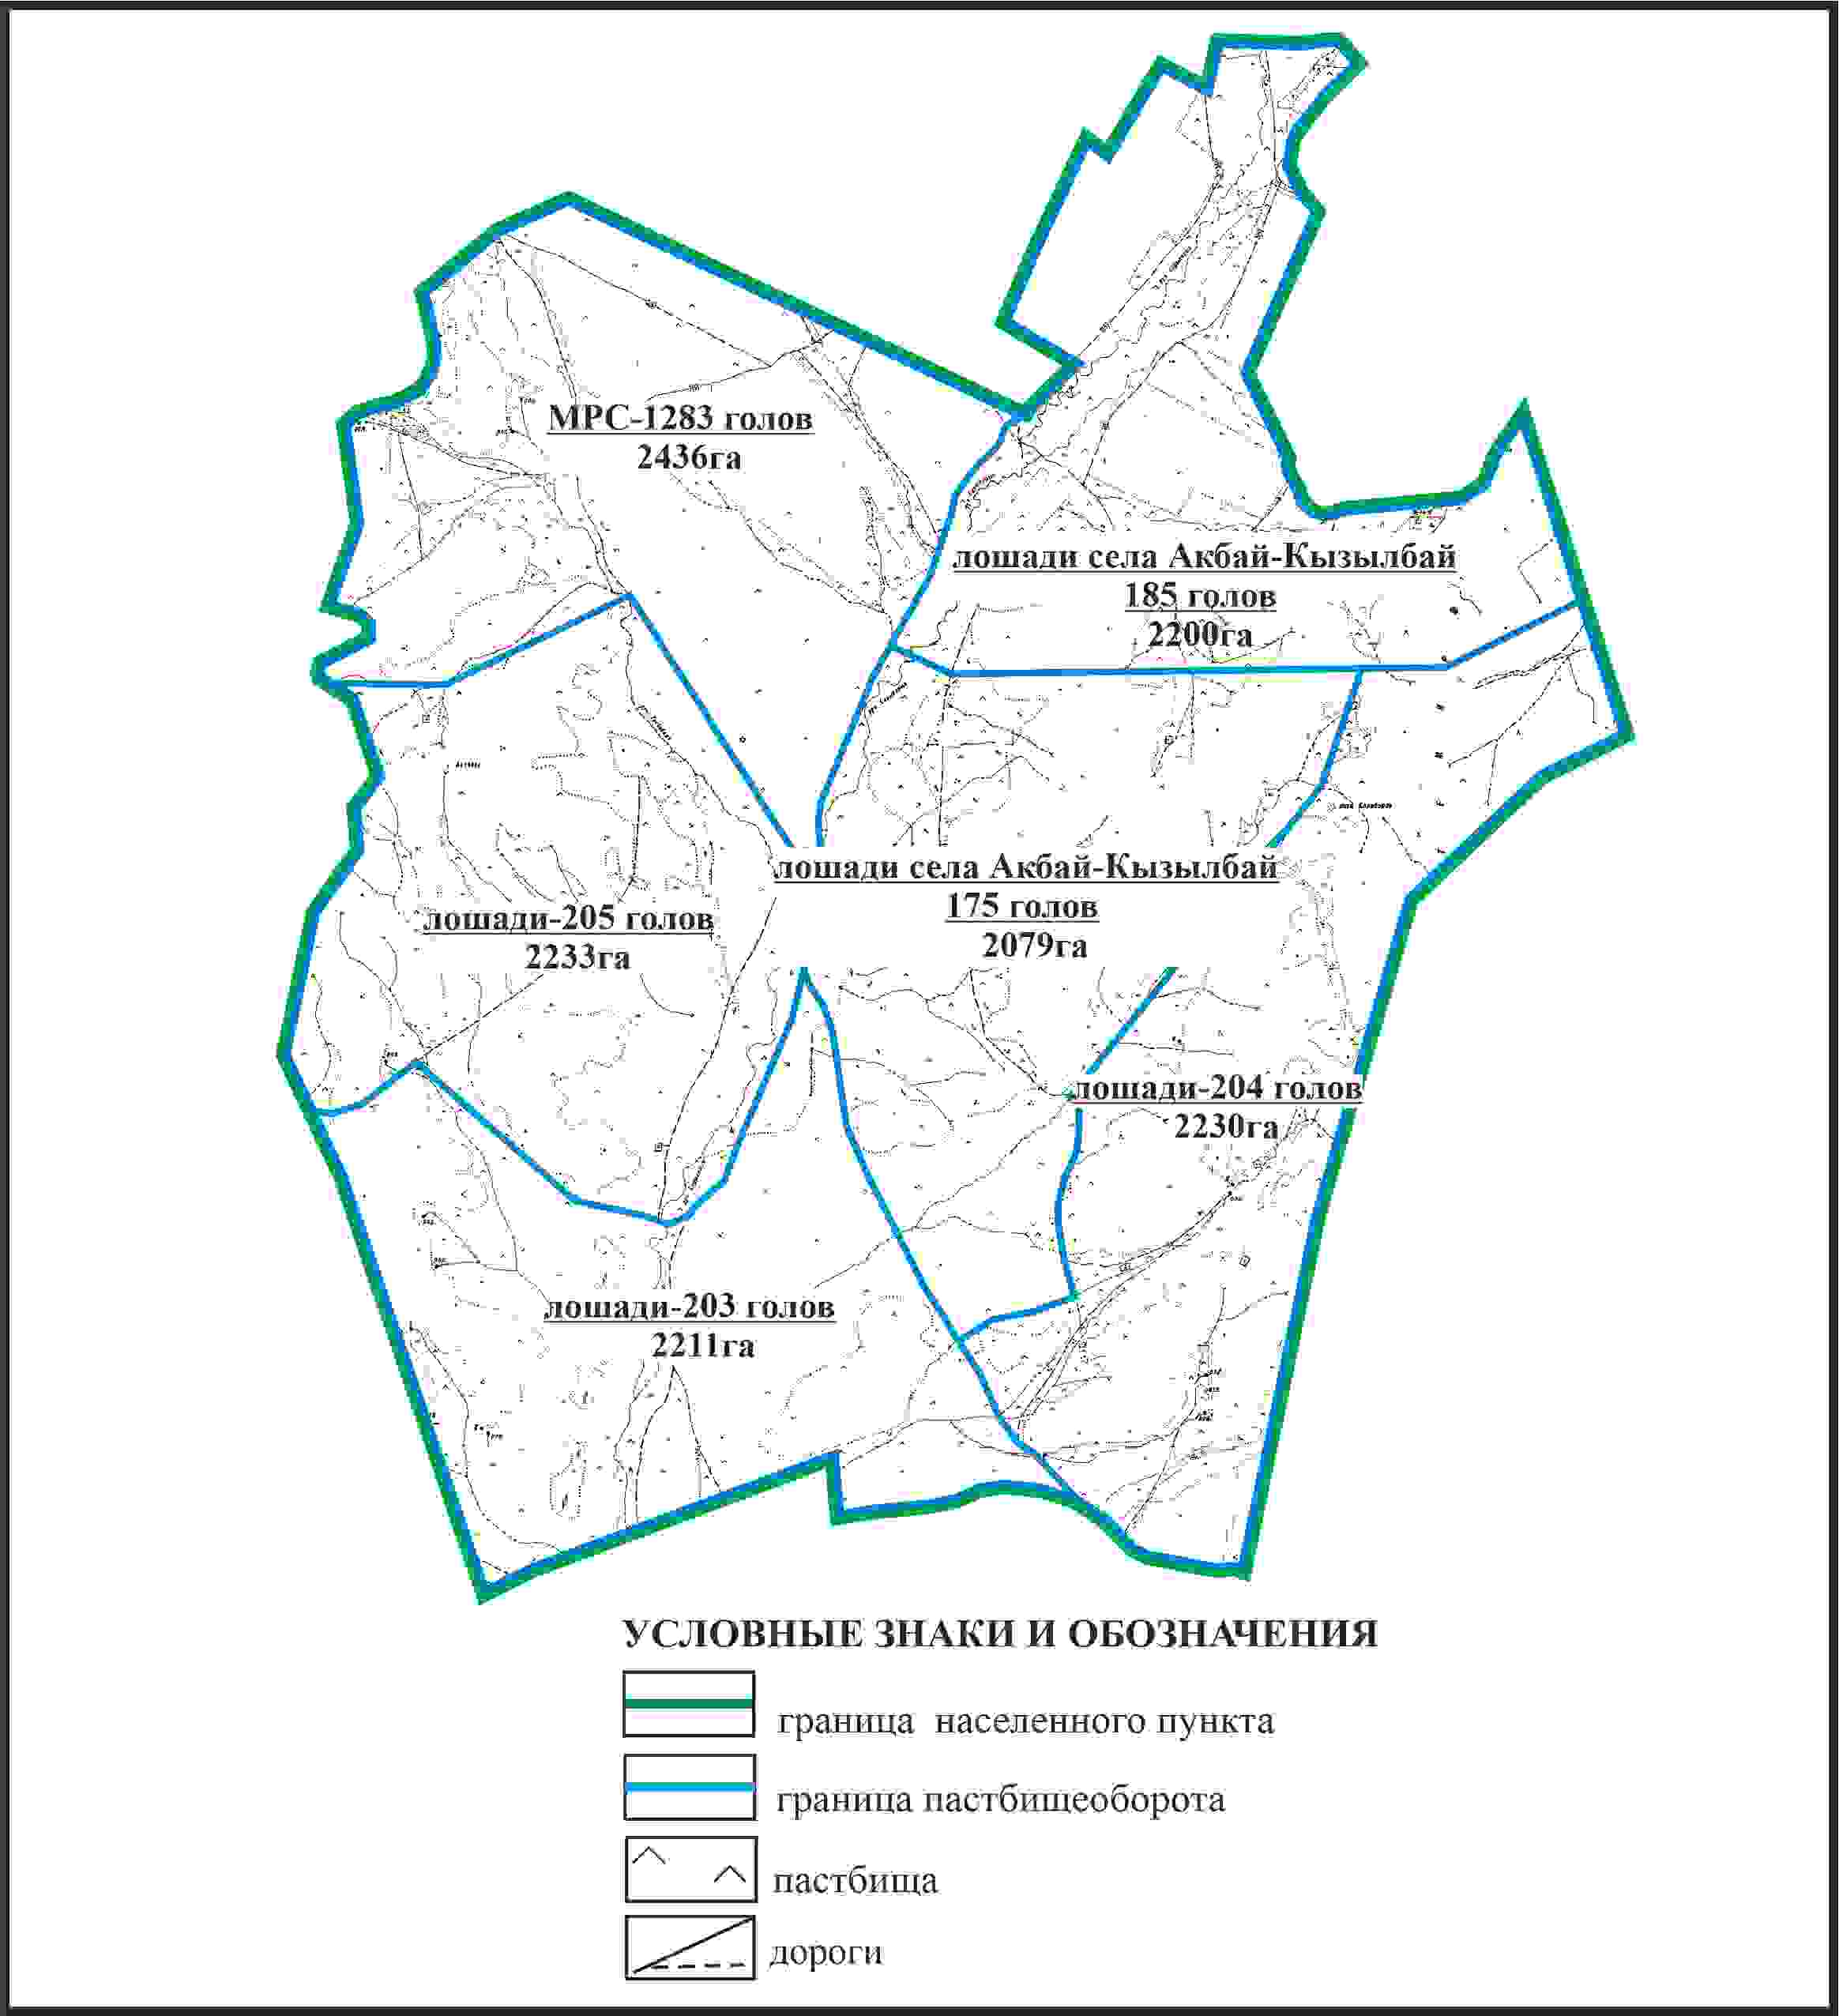 МРС-1283 голов
2436га
лошади села Акбай-Кызылбай
185 голов
2200га
лошади села Акбай-Кызылбай
175 голов
2079га
лошади-205 голов
2233га
лошади-204 голов
2230га
лошади-203 голов
2211га
УСЛОВНЫЕ ЗНАКИ И ОБОЗНАЧЕНИЯ
граница населенного пункта
граница пастбищеоборота
пастбища
дороги